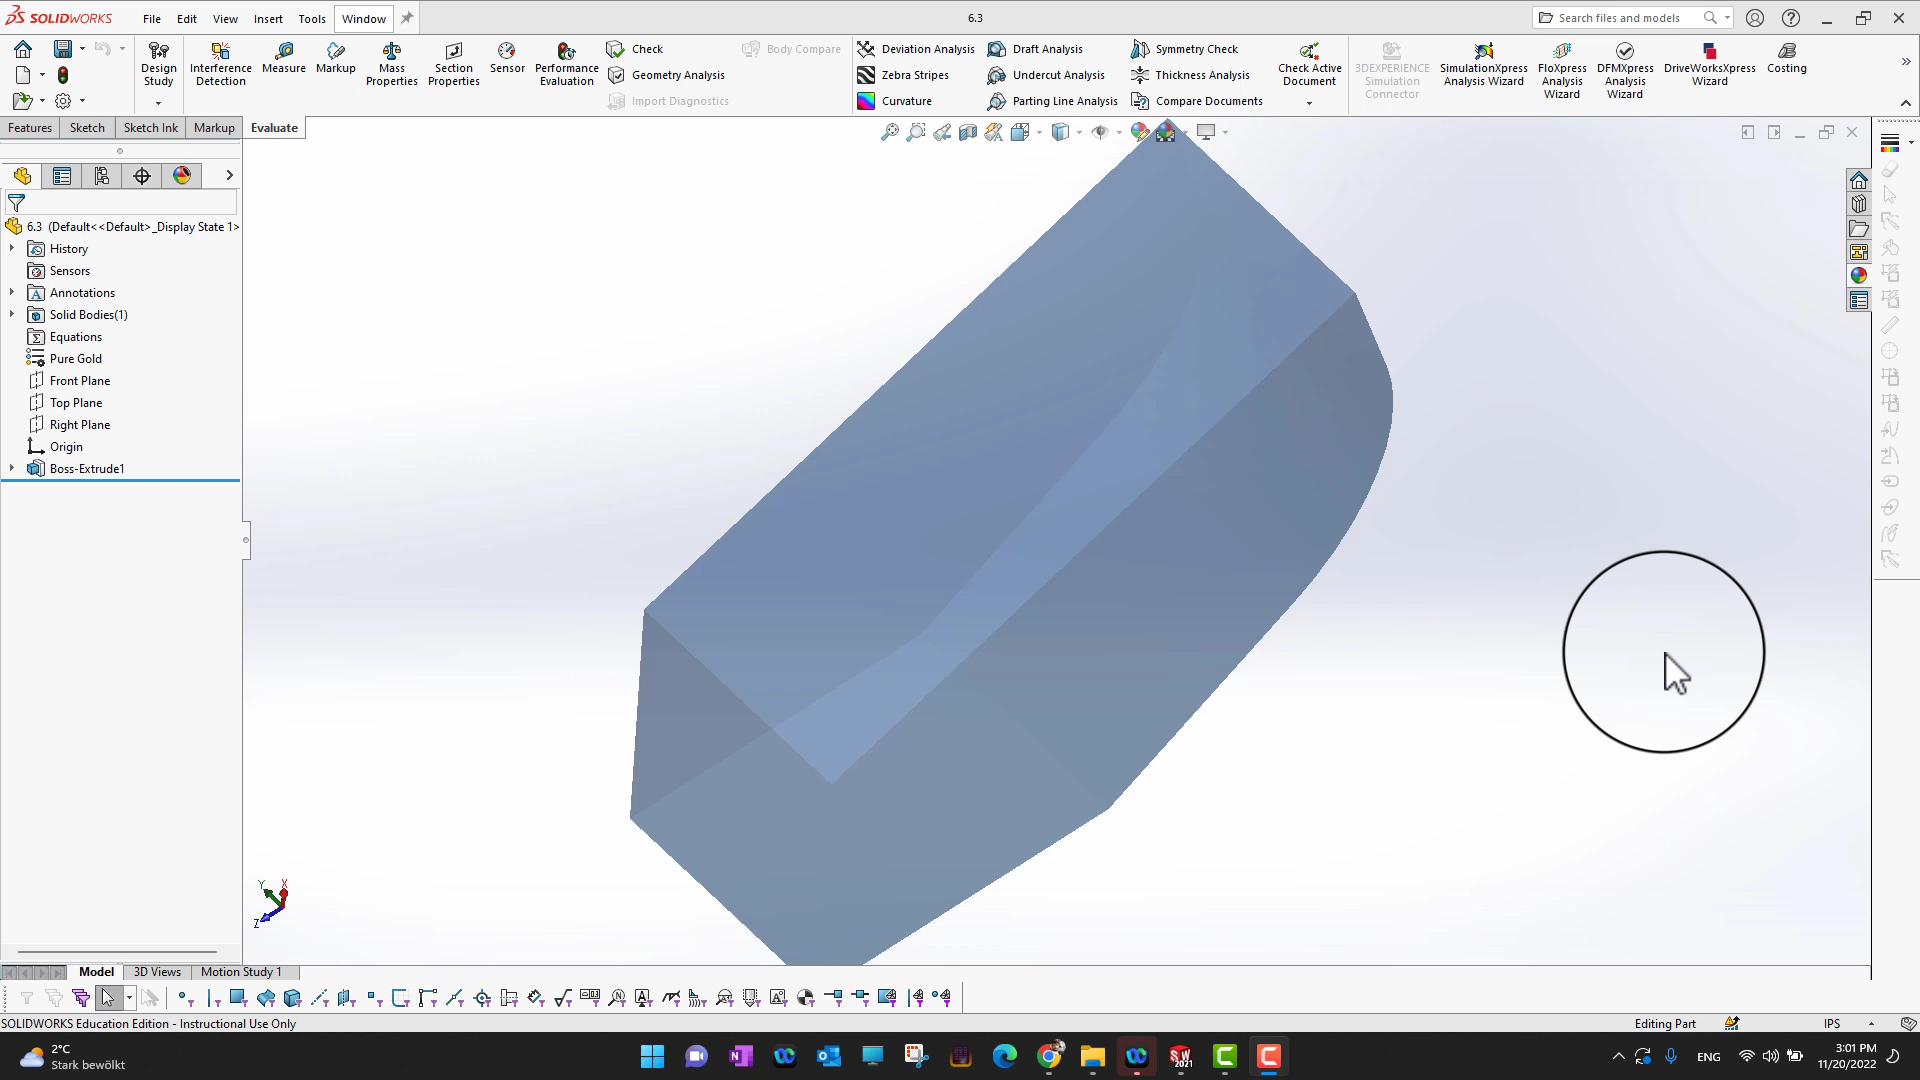 SOLIDWORKS
File Edit View Insert Tools Window
6.3
Search files and models
Design Study
Interference Detection
Measure
Markup
Mass Properties
Section Properties
Sensor
Performance Evaluation
Check
Geometry Analysis
Import Diagnostics
Body Compare
Deviation Analysis
Zebra Stripes
Curvature
Draft Analysis
Undercut Analysis
Parting Line Analysis
Symmetry Check
Thickness Analysis
Compare Documents
Check Active Document
3DEXPERIENCE Simulation Connector
SimulationXpress Analysis Wizard
FloXpress Analysis Wizard
DFMXpress Analysis Wizard
DriveWorksXpress Wizard
Costing
Features Sketch Sketch Ink Markup Evaluate
6.3 (Default<<Default>_Display State 1>
History
Sensors
Annotations
Solid Bodies(1)
Equations
Pure Gold
Front Plane
Top Plane
Right Plane
Origin
Boss-Extrude1
Y X
Z
Model 3D Views Motion Study 1
SOLIDWORKS Education Edition - Instructional Use Only
Editing Part
IPS
2°C
Stark bewölkt
SW
2021
ENG
3:01 PM
11/20/2022